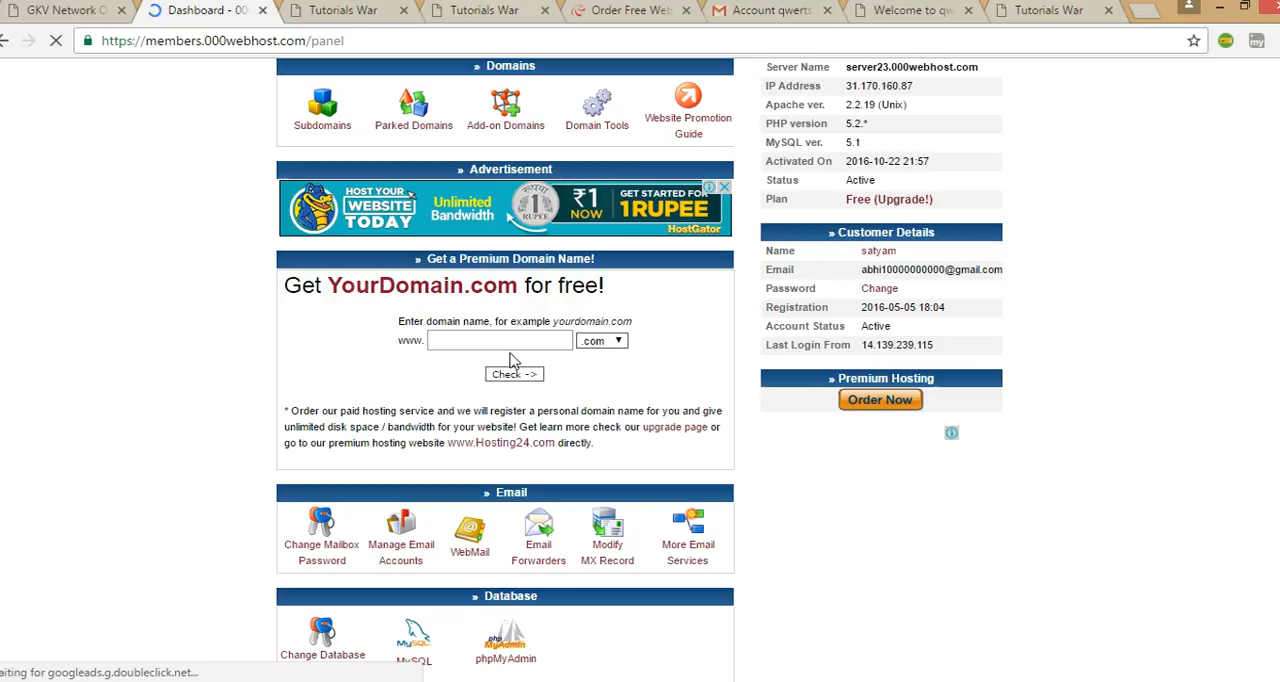 GKV Network O
Dashboard - 00
Tutorials War
Tutorials War
Order Free Web
Account qwerts
Welcome to qw
Tutorials War
https://members.000webhost.com/panel
my
» Domains
Subdomains
Parked Domains
Add-on Domains
Domain Tools
Website Promotion
Guide
» Advertisement
HOST YOUR
WEBSITE
TODAY
Unlimited
Bandwidth
₹1
NOW
GET STARTED FOR
1RUPEE
HostGator
» Get a Premium Domain Name!
Get YourDomain.com for free!
Enter domain name, for example yourdomain.com
www.
.com
Check ->
* Order our paid hosting service and we will register a personal domain name for you and give
unlimited disk space / bandwidth for your website! Get learn more check our upgrade page or
go to our premium hosting website www.Hosting24.com directly.
» Email
Change Mailbox
Password
Manage Email
Accounts
WebMail
Email
Forwarders
Modify
MX Record
More Email
Services
» Database
Change Database
MySQL
MySQL
php
MyAdmin
phpMyAdmin
Server Name server23.000webhost.com
IP Address 31.170.160.87
Apache ver. 2.2.19 (Unix)
PHP version 5.2.*
MySQL ver. 5.1
Activated On 2016-10-22 21:57
Status Active
Plan Free (Upgrade!)
» Customer Details
Name satyam
Email abhi10000000000@gmail.com
Password Change
Registration 2016-05-05 18:04
Account Status Active
Last Login From 14.139.239.115
» Premium Hosting
Order Now
aiting for googleads.g.doubleclick.net...